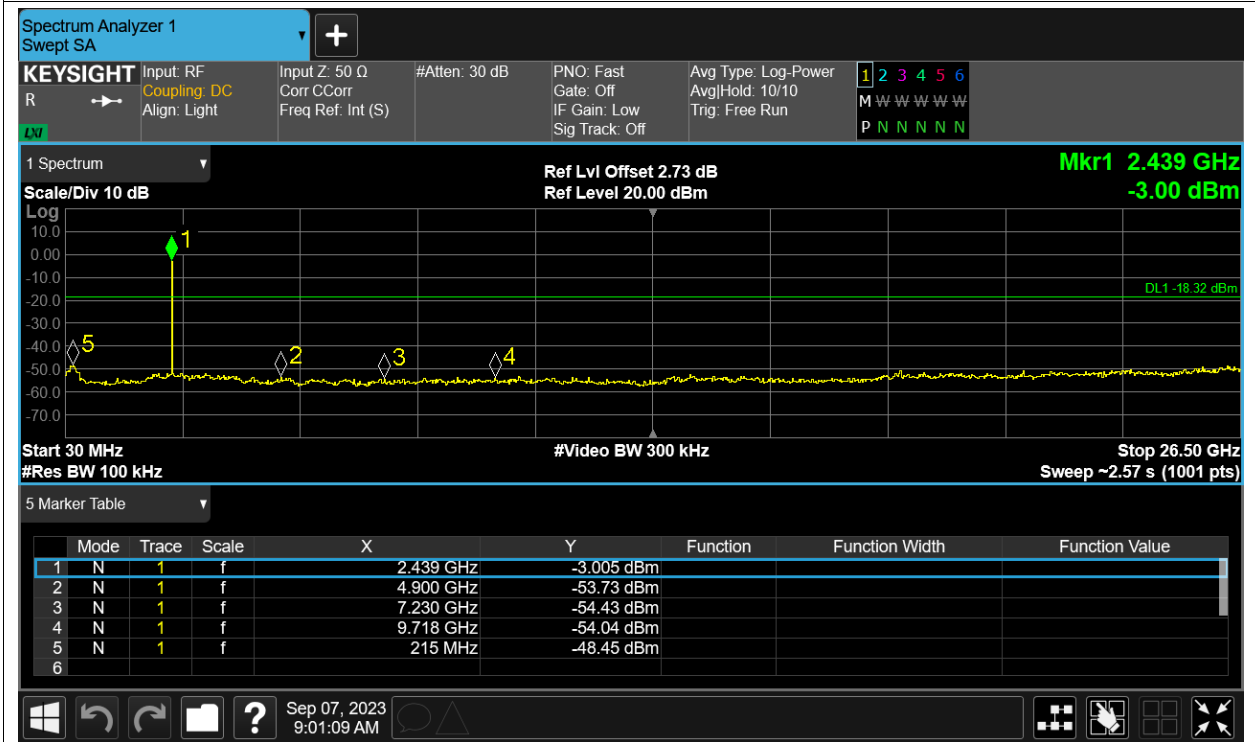 Spectrum Analyzer 1
Swept SA
+
KEYSIGHT
R
LXI
Input: RF
Coupling: DC
Align: Light
Input Z: 50 Ω
Corr CCorr
Freq Ref: Int (S)
#Atten: 30 dB
PNO: Fast
Gate: Off
IF Gain: Low
Sig Track: Off
Avg Type: Log-Power
Avg|Hold: 10/10
Trig: Free Run
1 2 3 4 5 6
M W W W W W
P N N N N N
1 Spectrum
Scale/Div 10 dB
Ref Lvl Offset 2.73 dB
Ref Level 20.00 dBm
Mkr1 2.439 GHz
-3.00 dBm
Log
10.0
0.00
-10.0
-20.0
-30.0
-40.0
-50.0
-60.0
-70.0
1
DL1 -18.32 dBm
5
2
3
4
Start 30 MHz
#Video BW 300 kHz
Stop 26.50 GHz
#Res BW 100 kHz
Sweep ~2.57 s (1001 pts)
5 Marker Table
Mode Trace Scale X Y Function Function Width Function Value
1 N 1 f 2.439 GHz -3.005 dBm
2 N 1 f 4.900 GHz -53.73 dBm
3 N 1 f 7.230 GHz -54.43 dBm
4 N 1 f 9.718 GHz -54.04 dBm
5 N 1 f 215 MHz -48.45 dBm
6
?
Sep 07, 2023
9:01:09 AM